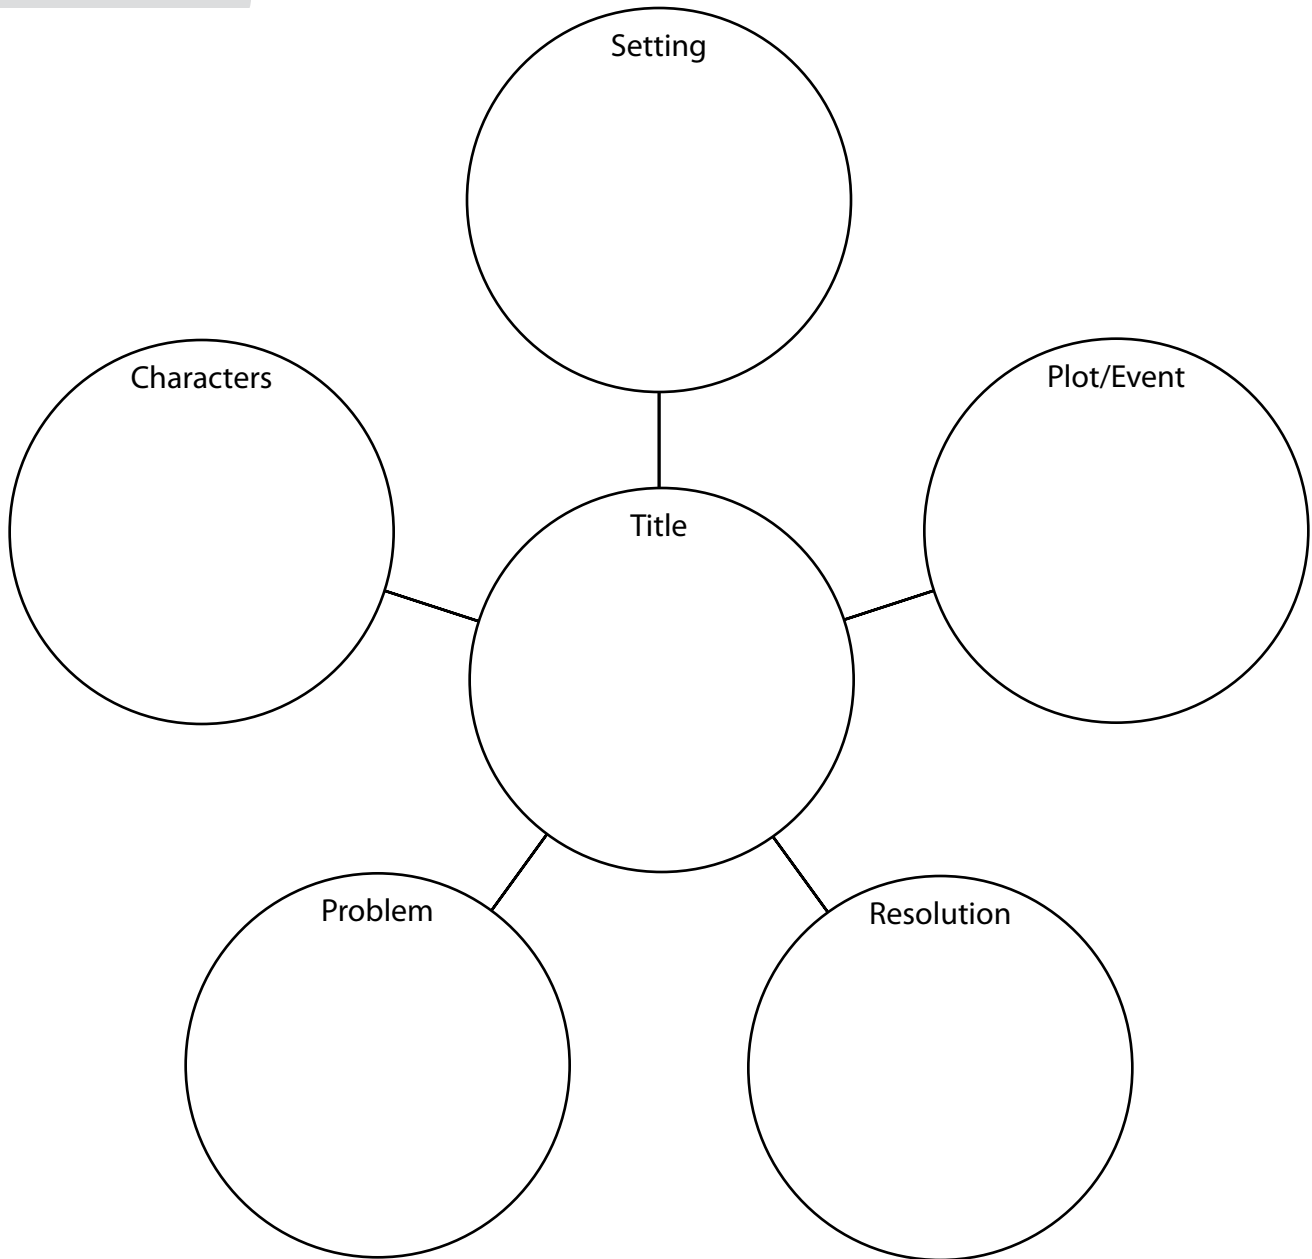 Setting
Characters
Plot/Event
Title
Problem
Resolution